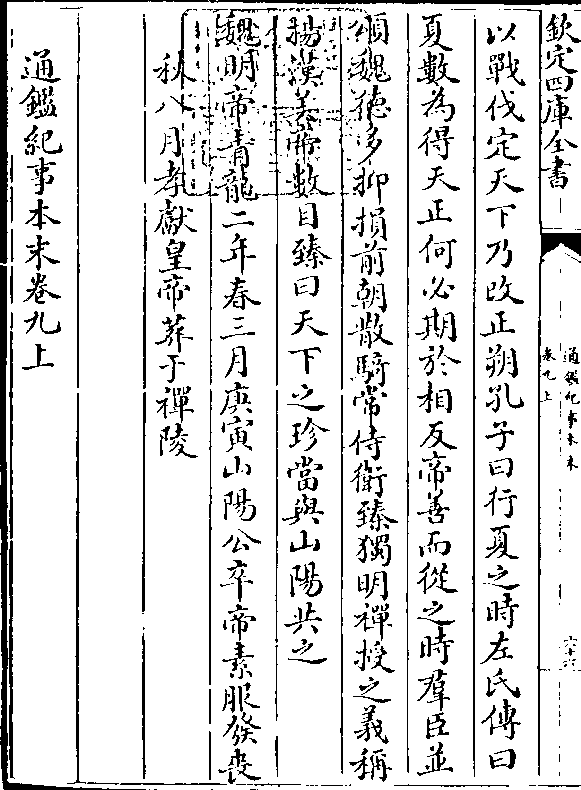 欽定四庫全書
通鑑紀事本末
卷九上
六十六
以戰伐定天下乃改正朔孔子曰行夏之時左氏傳曰
夏數為得天正何必期於相反帝善而從之時羣臣並
頌魏徳多抑損前朝散騎常侍衛臻獨明禪授之義稱
揚漢美帝數目臻曰天下之珍當與山陽共之
魏明帝青龍二年春三月庚寅山陽公卒帝素服發喪
秋八月孝獻皇帝葬于禪陵
通鑑紀事本末卷九上